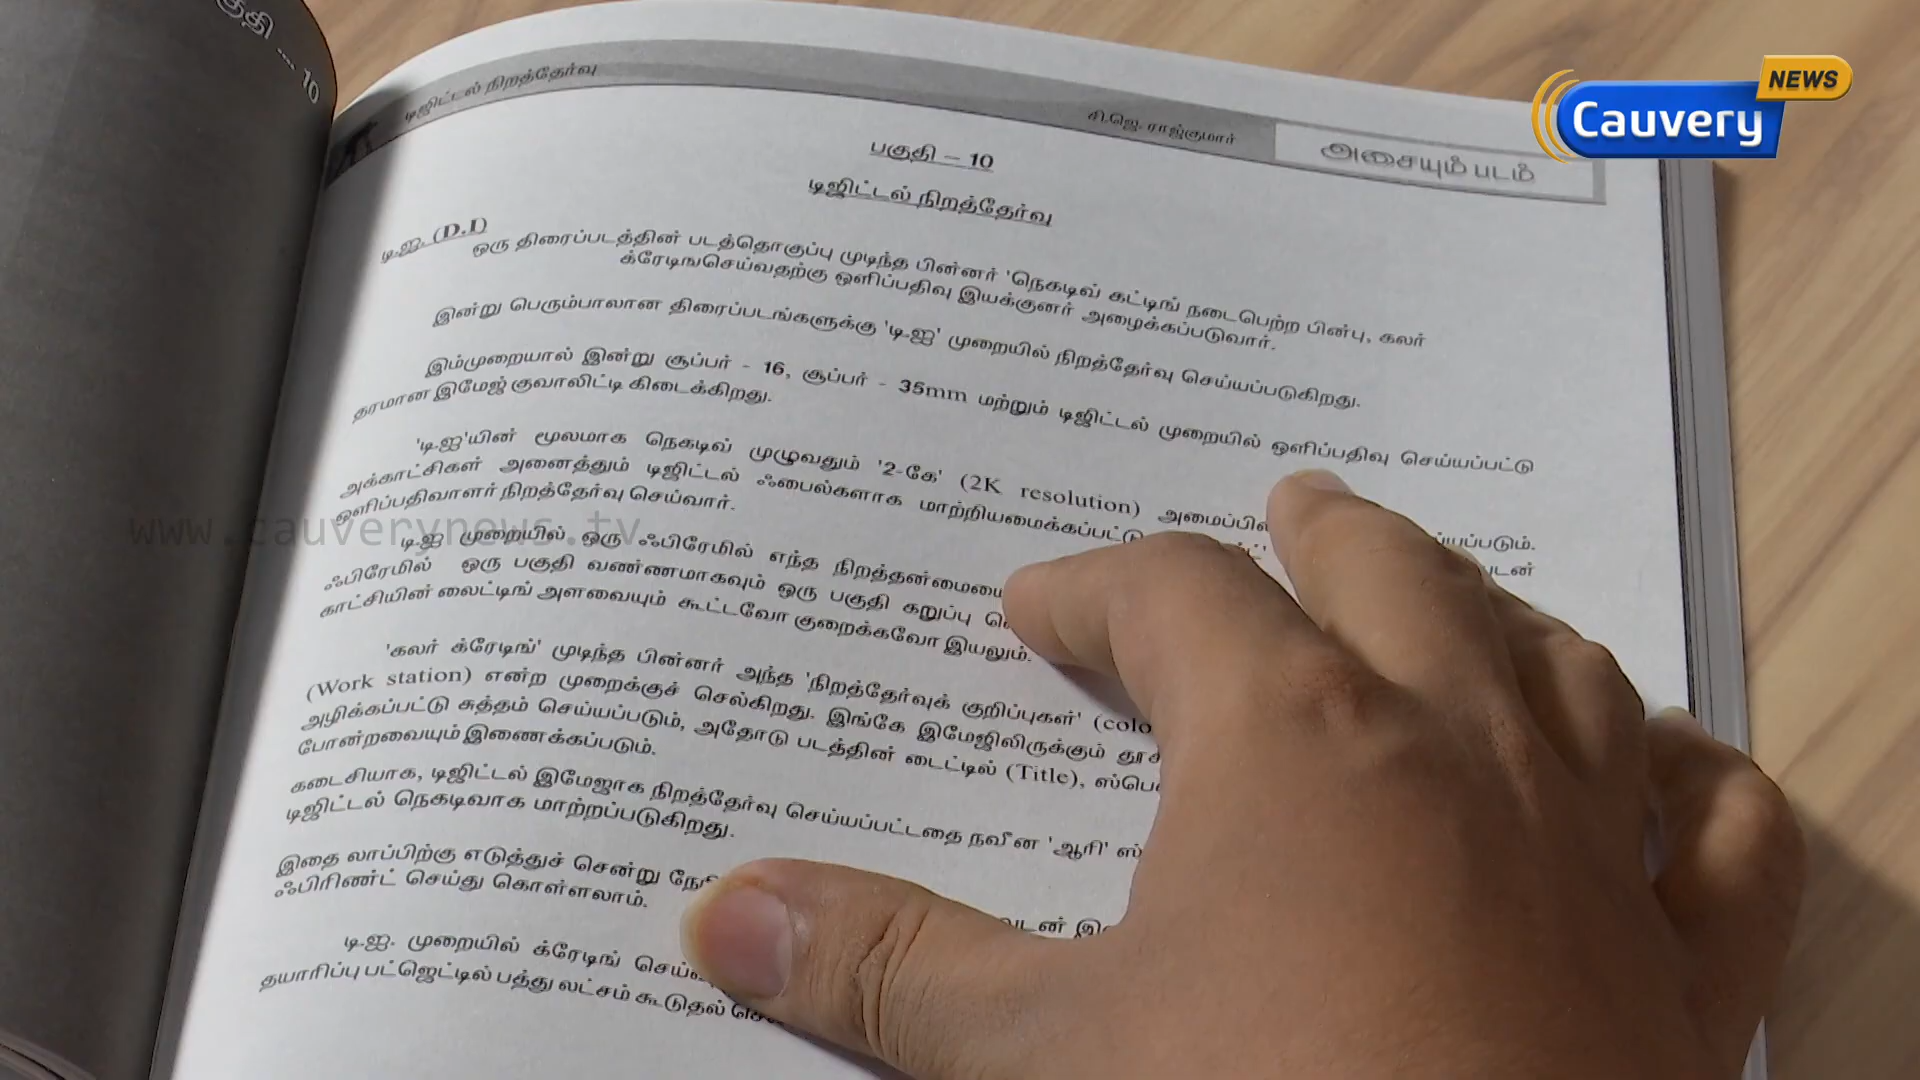 பகுதி — 10
டிஜிட்டல் நிறத்தேர்வு
சி.ஜெ. ராஜ்குமார்
அசையும் படம்
Cauvery NEWS
பகுதி – 10
டிஜிட்டல் நிறத்தேர்வு
டி.ஐ. (D.I)
ஒரு திரைப்படத்தின் படத்தொகுப்பு முடிந்த பின்னர் 'நெகடிவ் கட்டிங் நடைபெற்ற பின்பு, கலர்
க்ரேடிஙசெய்வதற்கு ஒளிப்பதிவு இயக்குனர் அழைக்கப்படுவார்.
இன்று பெரும்பாலான திரைப்படங்களுக்கு 'டி.ஐ' முறையில் நிறத்தேர்வு செய்யப்படுகிறது.
இம்முறையால் இன்று சூப்பர் - 16, சூப்பர் - 35mm மற்றும் டிஜிட்டல் முறையில் ஒளிப்பதிவு செய்யப்பட்டு
தரமான இமேஜ் குவாலிட்டி கிடைக்கிறது.
'டி.ஐ'யின் மூலமாக நெகடிவ் முழுவதும் '2-கே' (2K resolution) அமைப்பில்
அக்காட்சிகள் அனைத்தும் டிஜிட்டல் ஃபைல்களாக மாற்றியமைக்கப்பட்டு
ஒளிப்பதிவாளர் நிறத்தேர்வு செய்வார்.
www.cauverynews.tv
டி.ஐ முறையில் ஒரு ஃபிரேமில் எந்த நிறத்தன்மையை
ஃபிரேமில் ஒரு பகுதி வண்ணமாகவும் ஒரு பகுதி கறுப்பு
காட்சியின் லைட்டிங் அளவையும் கூட்டவோ குறைக்கவோ இயலும்.
'கலர் க்ரேடிங்' முடிந்த பின்னர் அந்த 'நிறத்தேர்வுக் குறிப்புகள்'
(Work station) என்ற முறைக்குச் செல்கிறது. இங்கே இமேஜிலிருக்கும்
அழிக்கப்பட்டு சுத்தம் செய்யப்படும், அதோடு படத்தின் டைட்டில் (Title),
போன்றவையும் இணைக்கப்படும்.
கடைசியாக, டிஜிட்டல் இமேஜாக நிறத்தேர்வு செய்யப்பட்டதை நவீன 'ஆரி'
டிஜிட்டல் நெகடிவாக மாற்றப்படுகிறது.
இதை லாப்பிற்கு எடுத்துச் சென்று
ஃபிரிண்ட் செய்து கொள்ளலாம்.
டி.ஐ. முறையில் க்ரேடிங்
தயாரிப்பு பட்ஜெட்டில் பத்து லட்சம் கூடுதல்